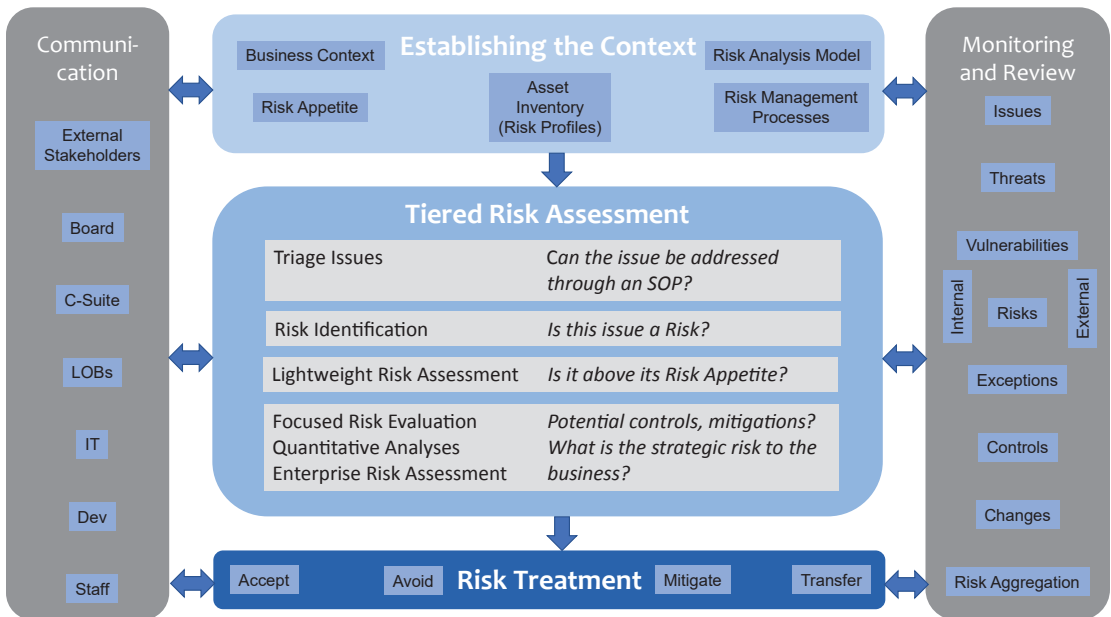 Communi-
cation
External
Stakeholders
Board
C-Suite
LOBs
IT
Dev
Staff
Establishing the Context
Business Context
Risk Appetite
Asset
Inventory
(Risk Profiles)
Risk Analysis Model
Risk Management
Processes
Tiered Risk Assessment
Triage Issues
Can the issue be addressed
through an SOP?
Risk Identification
Is this issue a Risk?
Lightweight Risk Assessment
Is it above its Risk Appetite?
Focused Risk Evaluation
Quantitative Analyses
Enterprise Risk Assessment
Potential controls, mitigations?
What is the strategic risk to the
business?
Risk Treatment
Accept
Avoid
Mitigate
Transfer
Monitoring
and Review
Issues
Threats
Vulnerabilities
Internal
Risks
External
Exceptions
Controls
Changes
Risk Aggregation